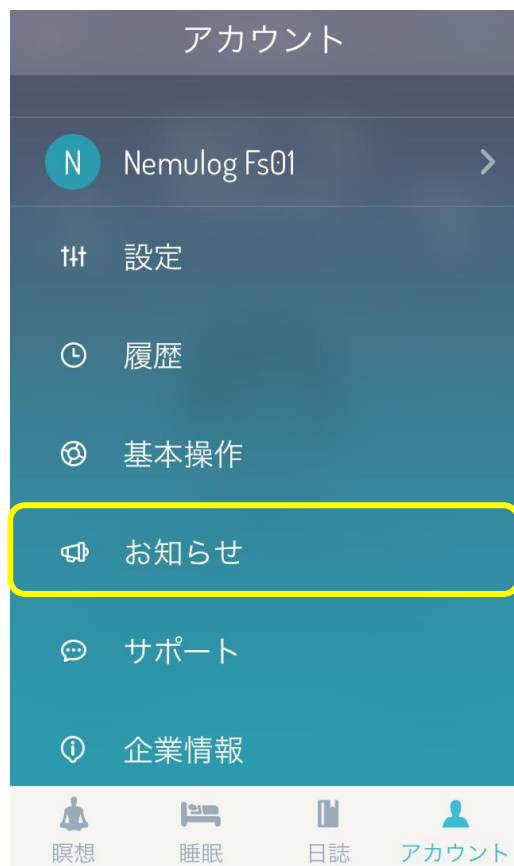 アカウント
N Nemulog Fs01
設定
履歴
基本操作
お知らせ
サポート
企業情報
瞑想 睡眠 日誌 アカウント